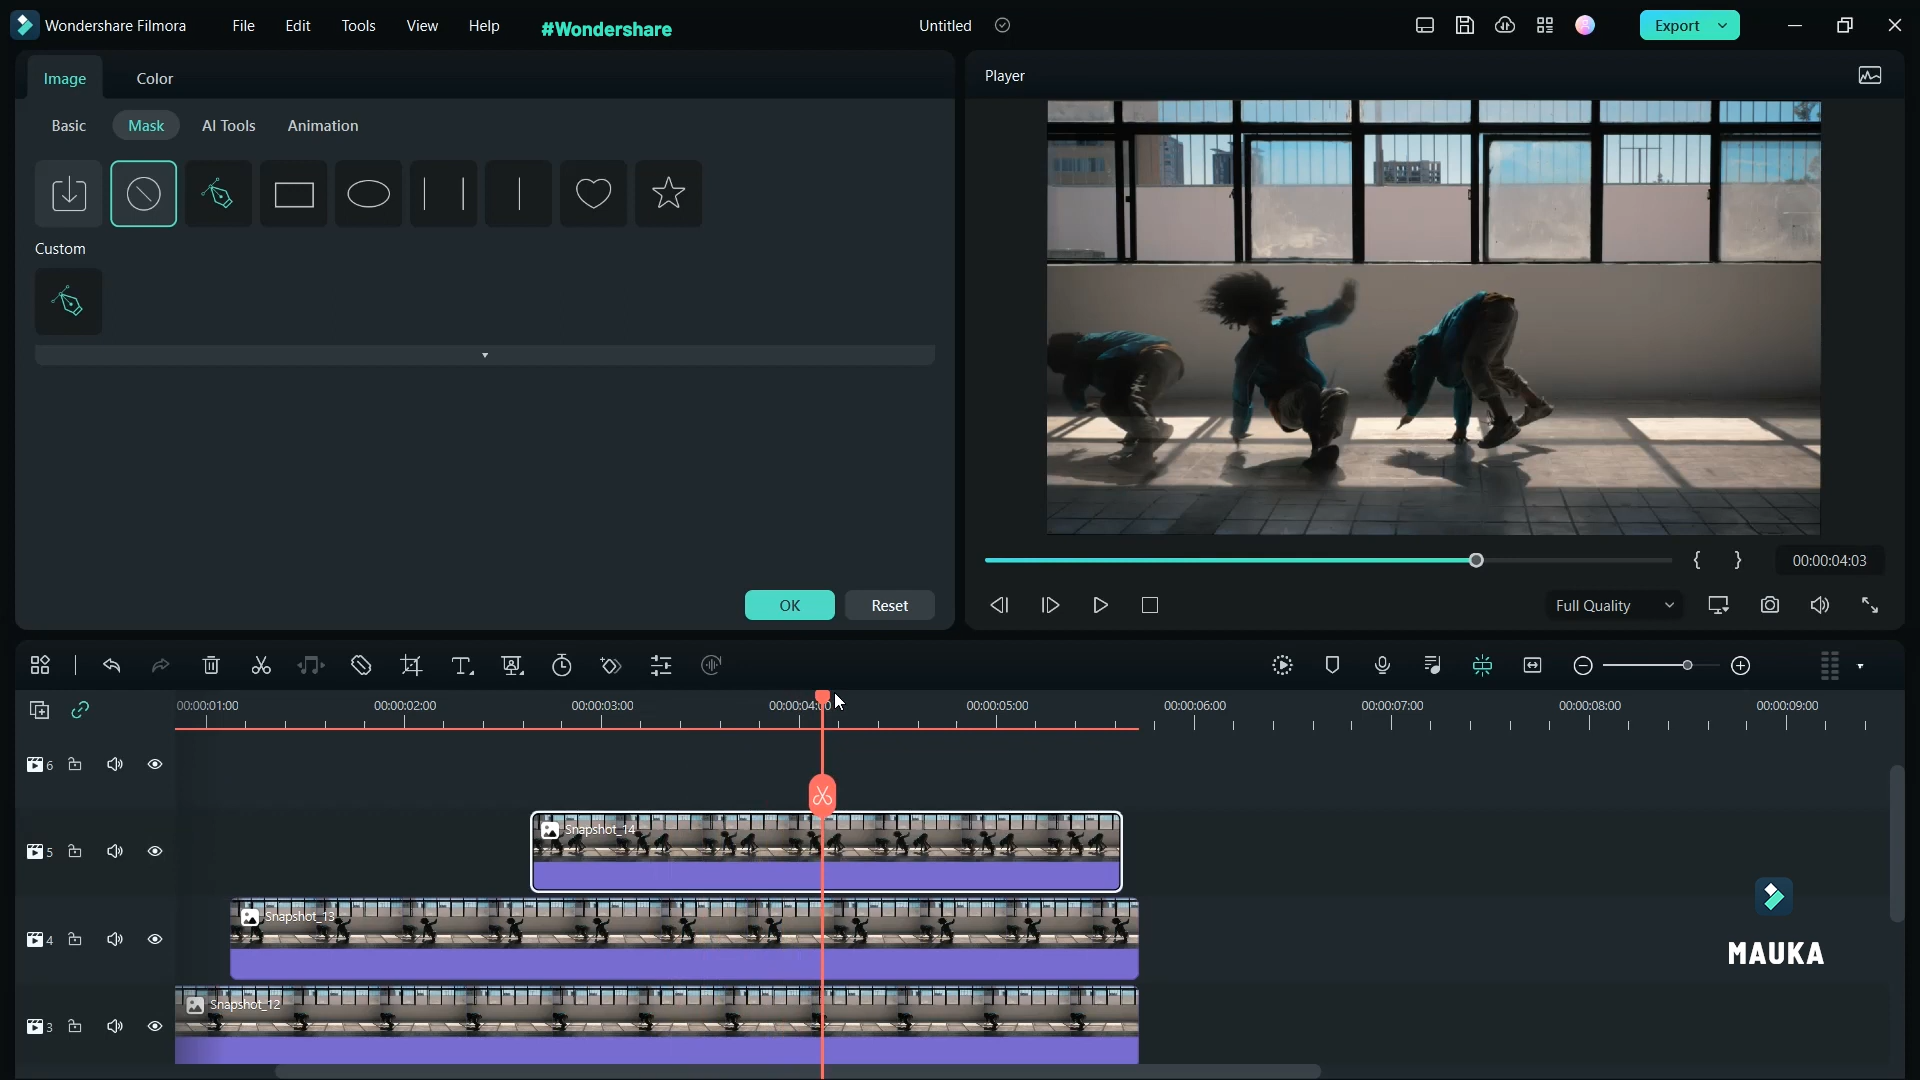 Wondershare Filmora File Edit Tools View Help #Wondershare Untitled Export
Image Color
Player
Basic Mask AI Tools Animation
Custom
{ } 00:00:04:03
OK Reset
Full Quality
00:00:01:00 00:00:02:00 00:00:03:00 00:00:04:00 00:00:05:00 00:00:06:00 00:00:07:00 00:00:08:00 00:00:09:00
6
Snapshot_14
5
Snapshot_13
4
MAUKA
Snapshot_12
3